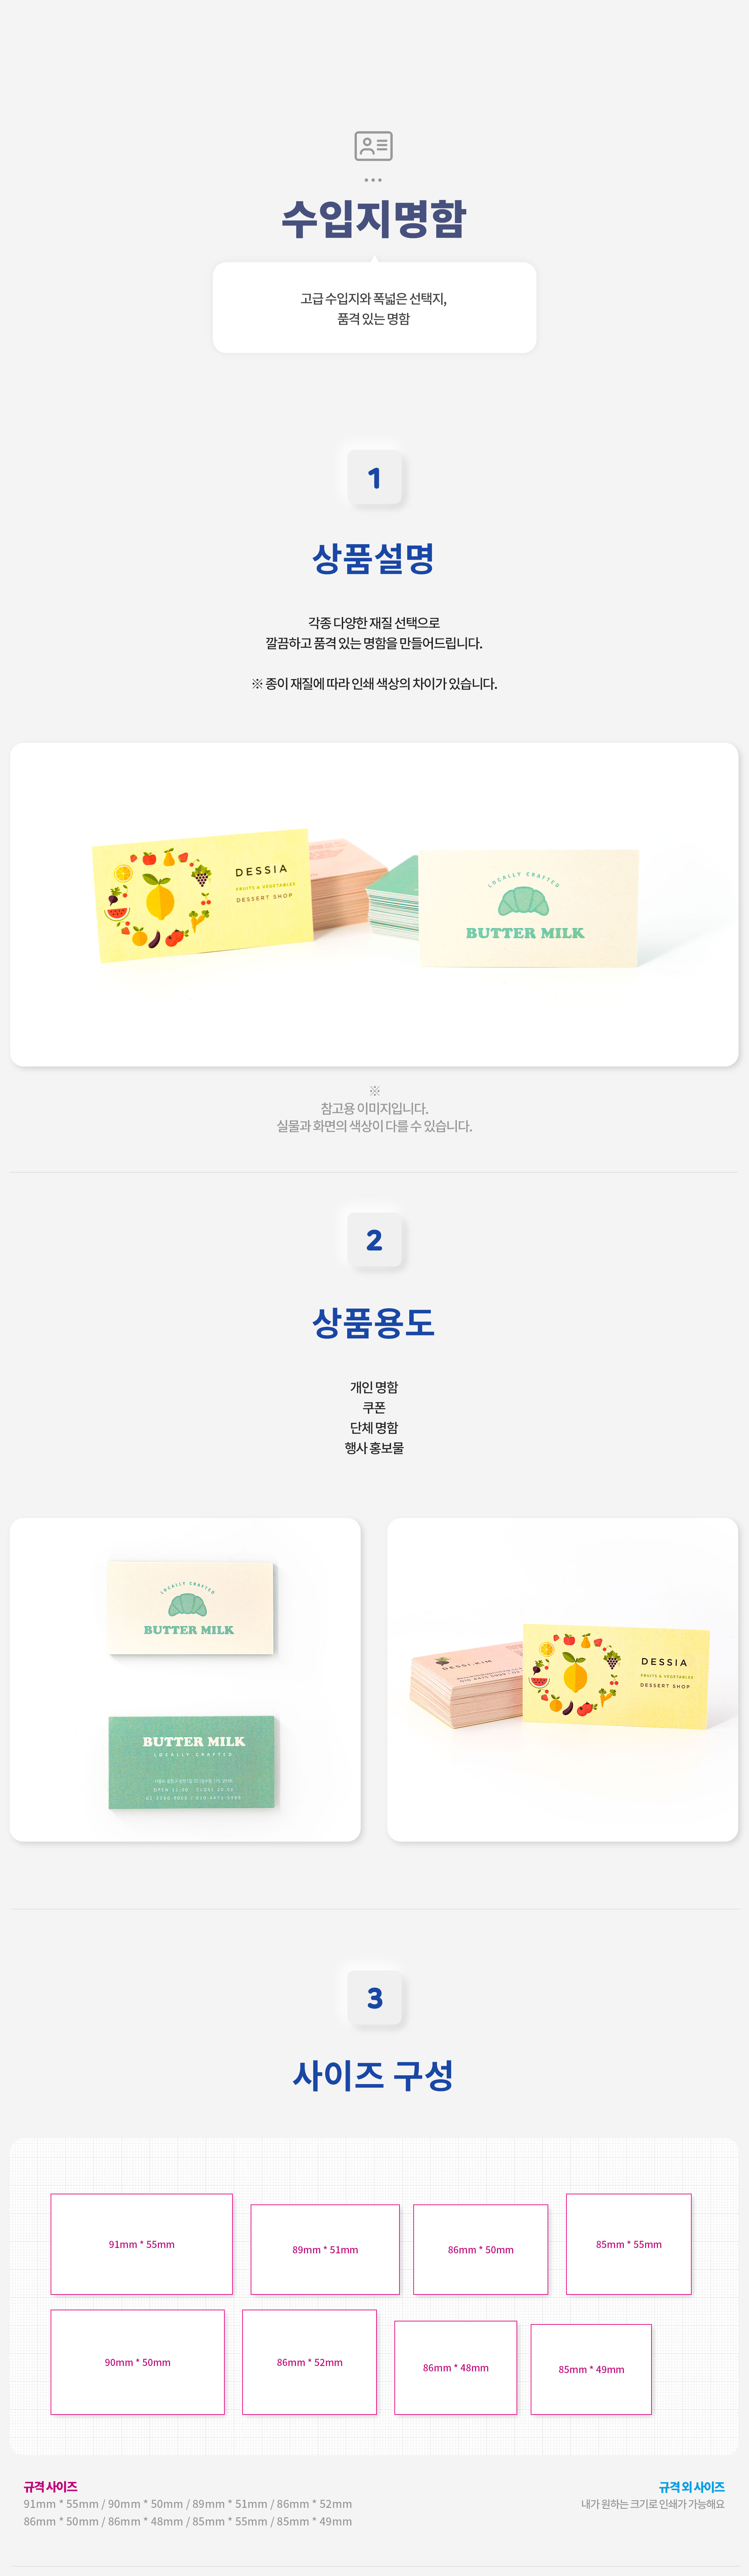 수입지명함
고급 수입지와 폭넓은 선택지,
품격 있는 명함
1
상품설명
각종 다양한 재질 선택으로
깔끔하고 품격 있는 명함을 만들어드립니다.
※ 종이 재질에 따라 인쇄 색상의 차이가 있습니다.
DESSIA
FRUITS & VEGETABLES
DESSERT SHOP
LOCALLY CRAFTED
BUTTER MILK
※
참고용 이미지입니다.
실물과 화면의 색상이 다를 수 있습니다.
2
상품용도
개인 명함
쿠폰
단체 명함
행사 홍보물
LOCALLY CRAFTED
BUTTER MILK
BUTTER MILK
LOCALLY CRAFTED
DESSI.KIM
DESSIA
FRUITS & VEGETABLES
DESSERT SHOP
3
사이즈 구성
91mm * 55mm
89mm * 51mm
86mm * 50mm
85mm * 55mm
90mm * 50mm
86mm * 52mm
86mm * 48mm
85mm * 49mm
규격 사이즈
91mm * 55mm / 90mm * 50mm / 89mm * 51mm / 86mm * 52mm
86mm * 50mm / 86mm * 48mm / 85mm * 55mm / 85mm * 49mm
규격 외 사이즈
내가 원하는 크기로 인쇄가 가능해요